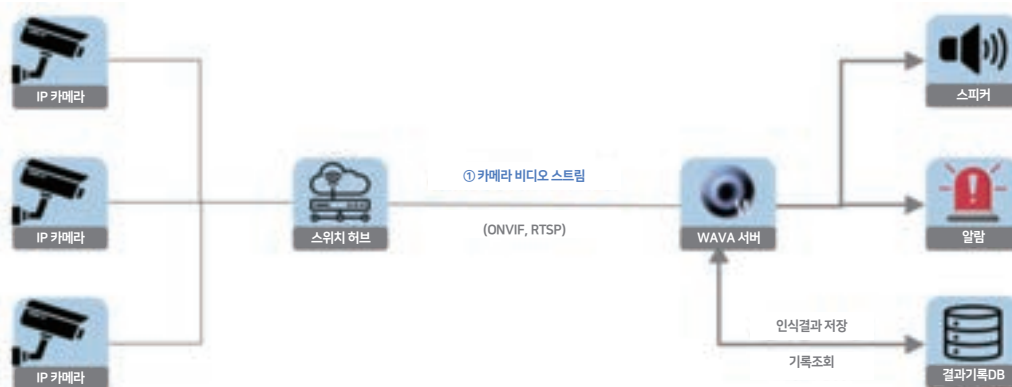 IP 카메라
스피커
① 카메라 비디오 스트림
(ONVIF, RTSP)
IP 카메라
스위치 허브
WAVA 서버
알람
인식결과 저장
기록조회
IP 카메라
결과기록DB